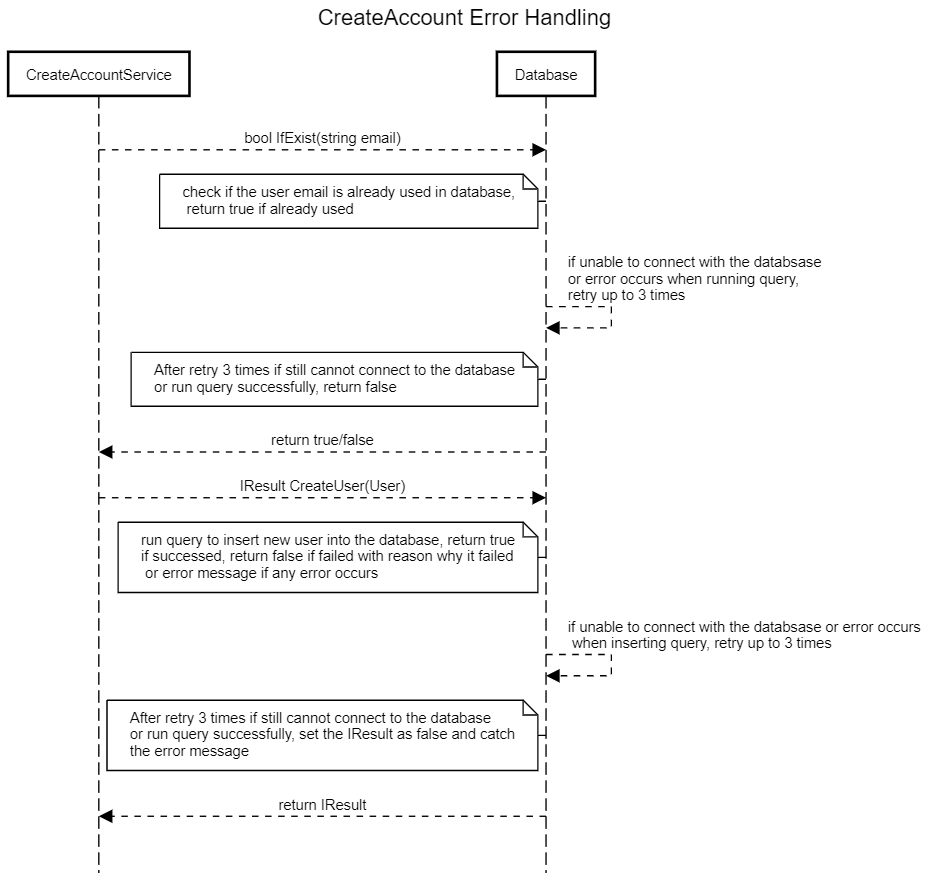 CreateAccount Error Handling
CreateAccountService
Database
bool IfExist(string email)
check if the user email is already used in database,
return true if already used
if unable to connect with the databsase
or error occurs when running query,
retry up to 3 times
After retry 3 times if still cannot connect to the database
or run query successfully, return false
return true/false
IResult CreateUser(User)
run query to insert new user into the database, return true
if successed, return false if failed with reason why it failed
or error message if any error occurs
if unable to connect with the databsase or error occurs
when inserting query, retry up to 3 times
After retry 3 times if still cannot connect to the database
or run query successfully, set the IResult as false and catch
the error message
return IResult